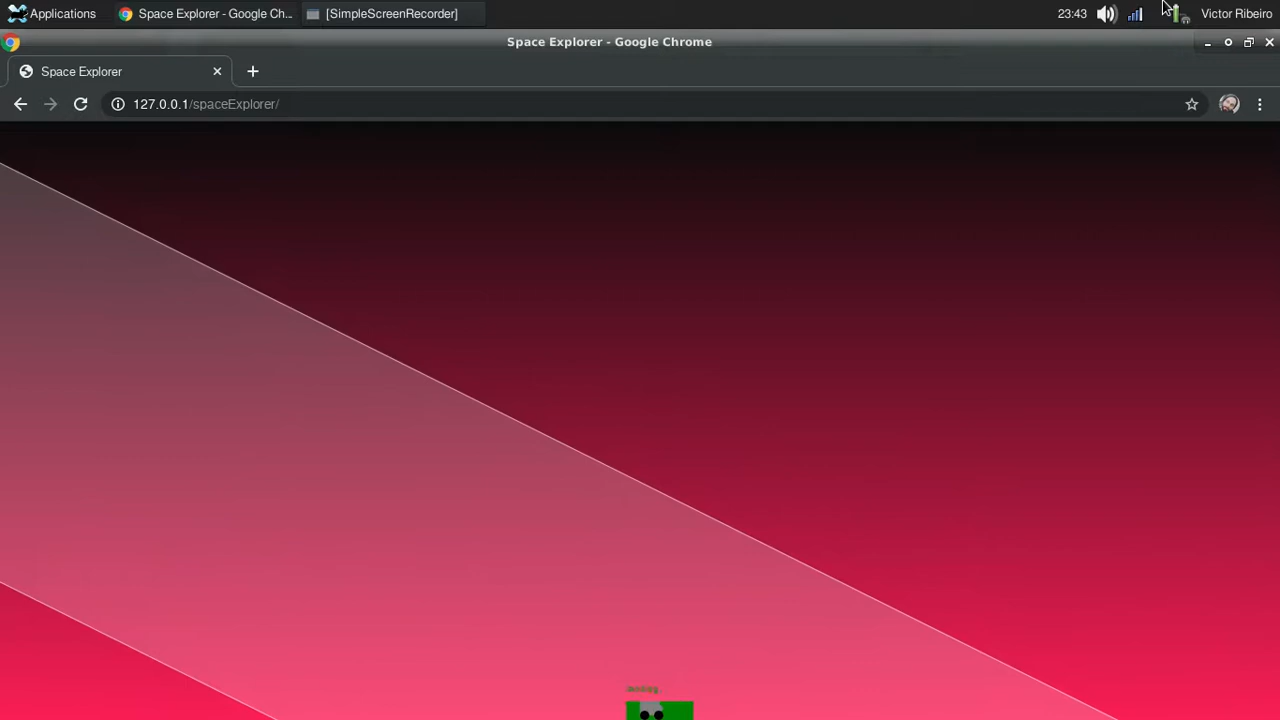 Applications
Space Explorer - Google Ch...
[SimpleScreenRecorder]
23:43
Victor Ribeiro
Space Explorer - Google Chrome
Space Explorer
127.0.0.1/spaceExplorer/